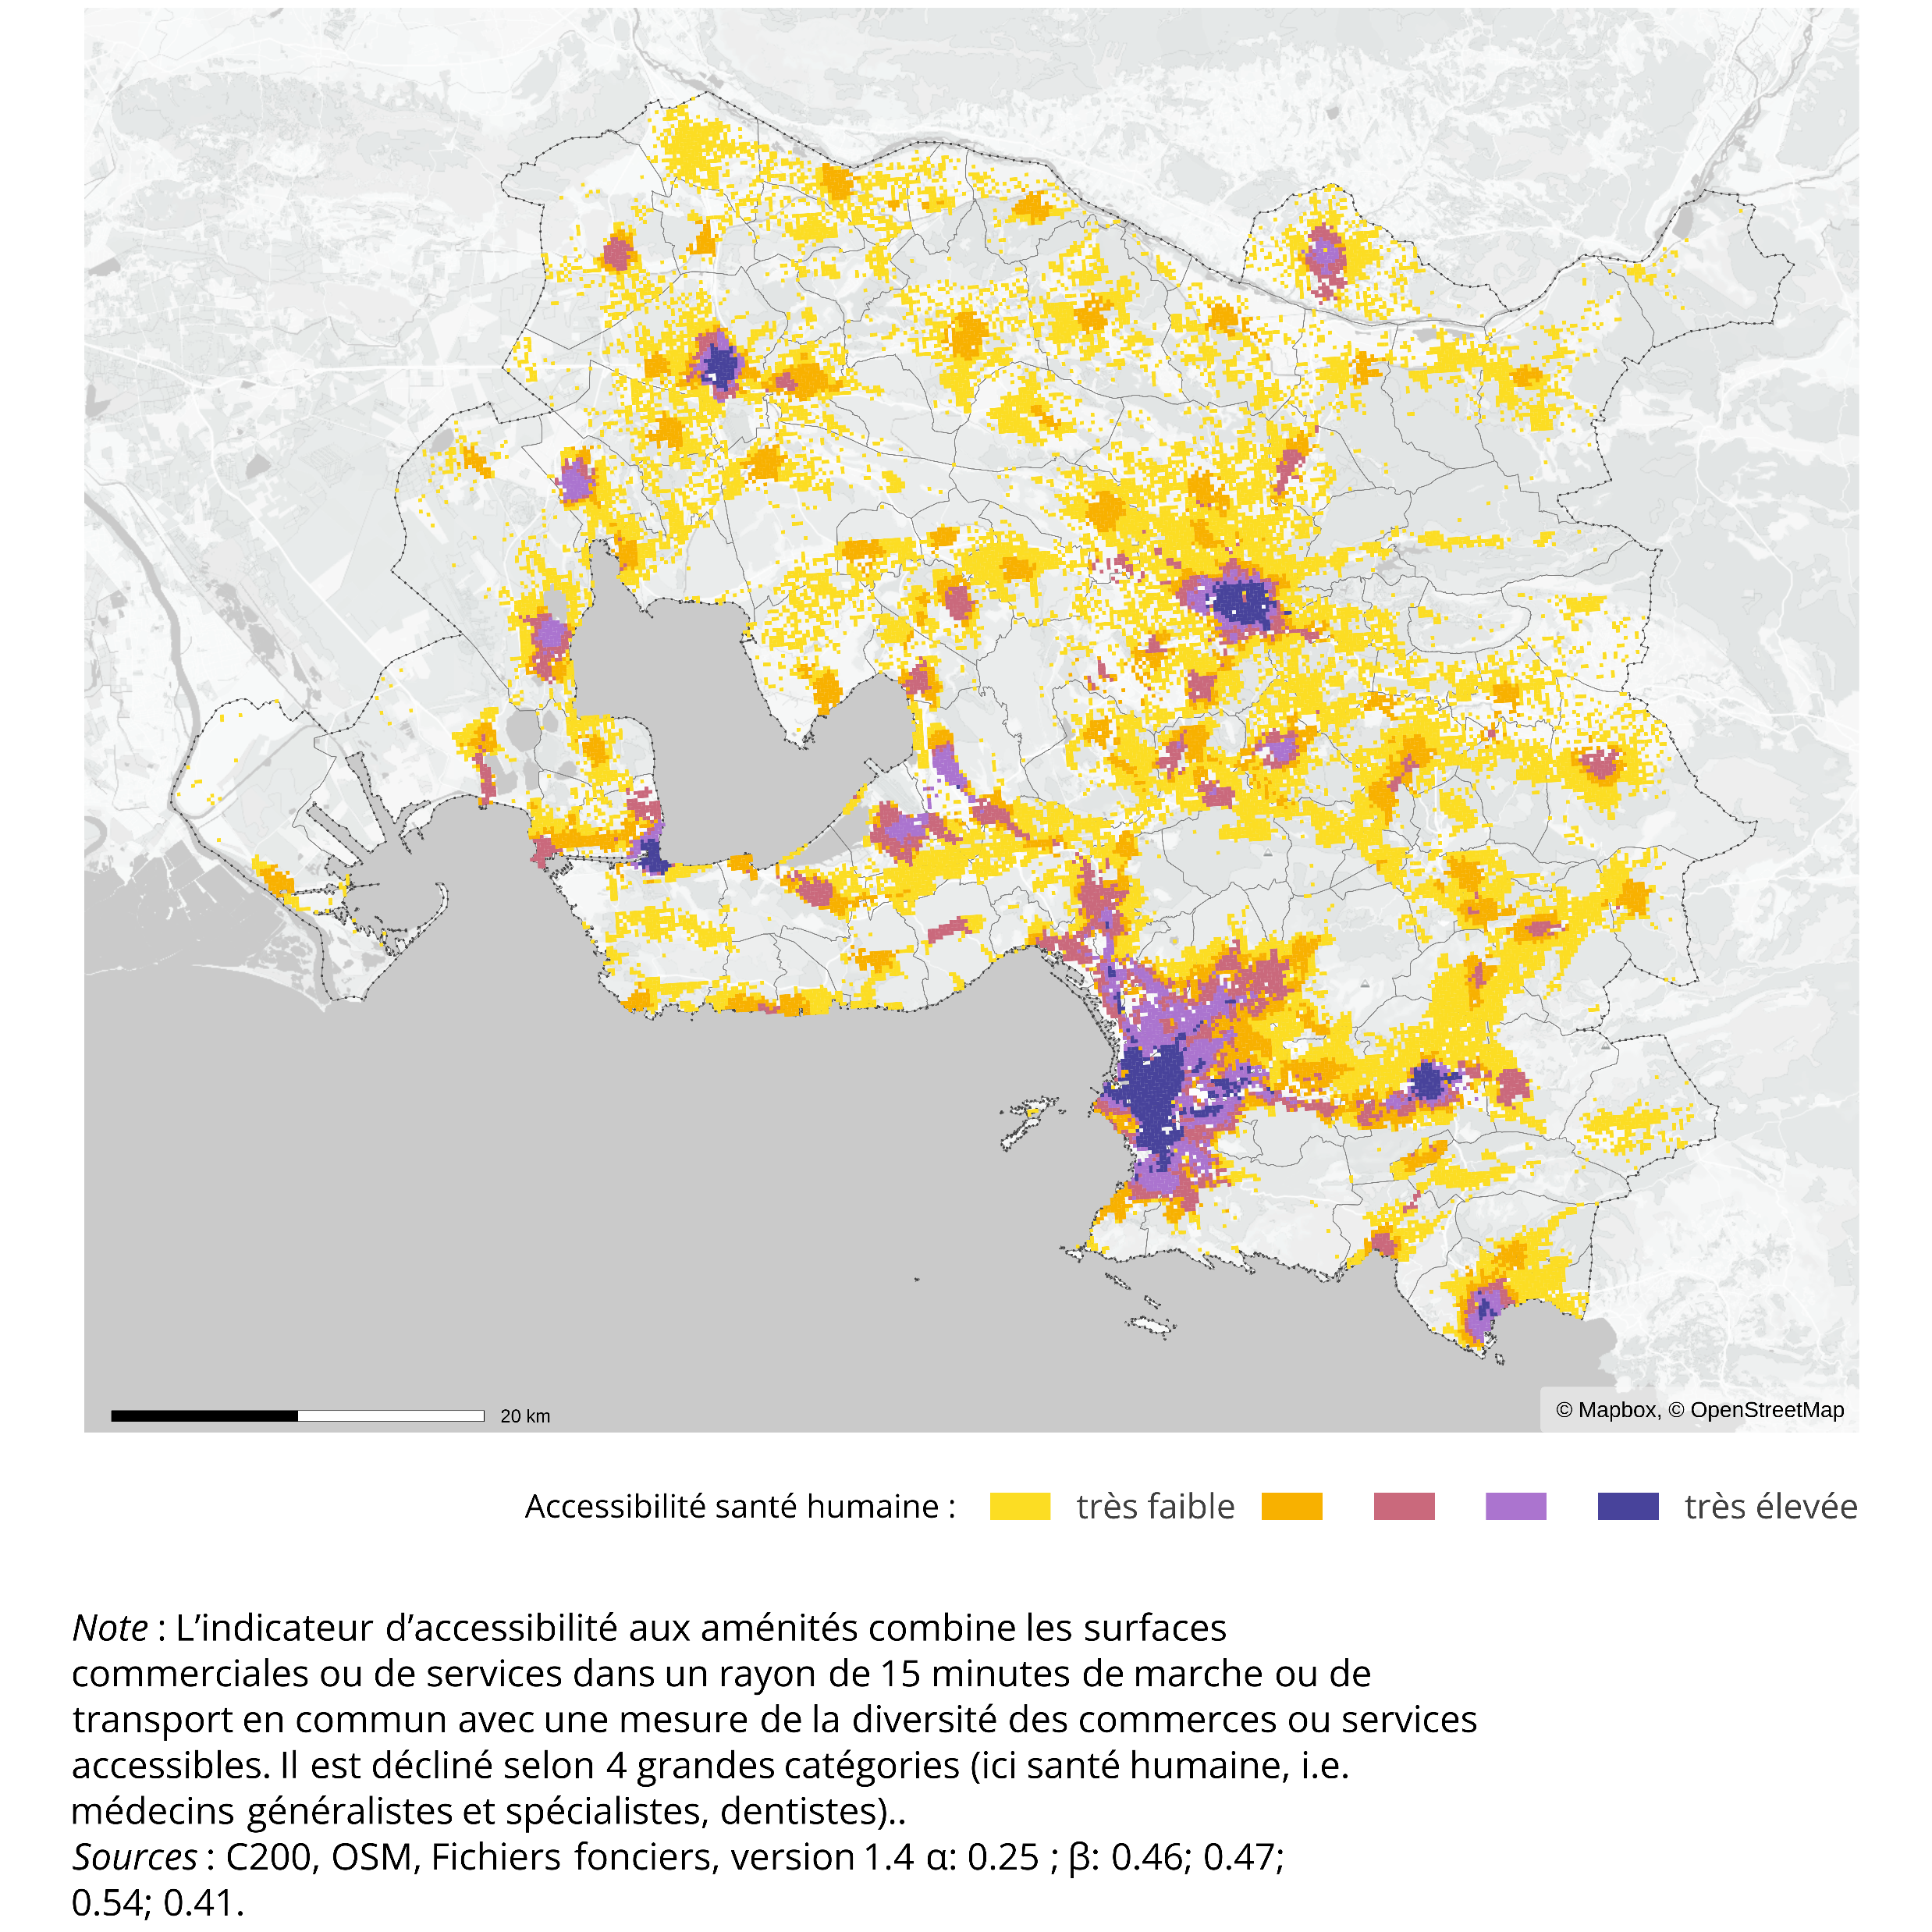 20 km
© Mapbox, © OpenStreetMap
Accessibilité santé humaine : très faible très élevée
Note : L’indicateur d’accessibilité aux aménités combine les surfaces
commerciales ou de services dans un rayon de 15 minutes de marche ou de
transport en commun avec une mesure de la diversité des commerces ou services
accessibles. Il est décliné selon 4 grandes catégories (ici santé humaine, i.e.
médecins généralistes et spécialistes, dentistes)..
Sources : C200, OSM, Fichiers fonciers, version 1.4 α: 0.25 ; β: 0.46; 0.47;
0.54; 0.41.